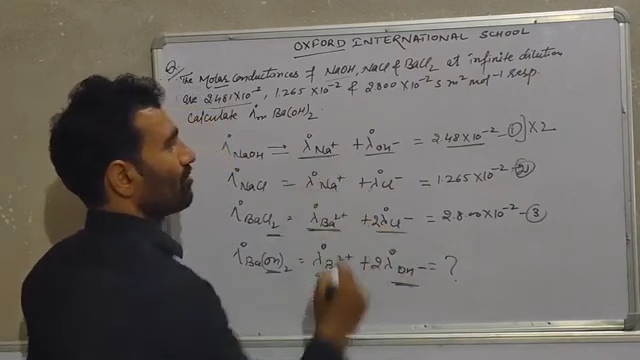 OXFORD INTERNATIONAL SCHOOL
Q. The Molar conductances of NaOH, NaCl & BaCl₂ at infinite dilution
are 2.481×10⁻², 1.265×10⁻² & 2.800×10⁻² S m² mol⁻¹ resp.
calculate λ°m Ba(OH)₂
λ°NaOH → λ°Na⁺ + λ°OH⁻ = 2.48×10⁻² – ①] ×2
λ°NaCl = λ°Na⁺ + λ°Cl⁻ = 1.265×10⁻² – ②
λ°BaCl₂ = λ°Ba²⁺ + 2λ°Cl⁻ = 2.800×10⁻² – ③
λ°Ba(OH)₂ = λ°Ba²⁺ + 2λ°OH⁻ = ?